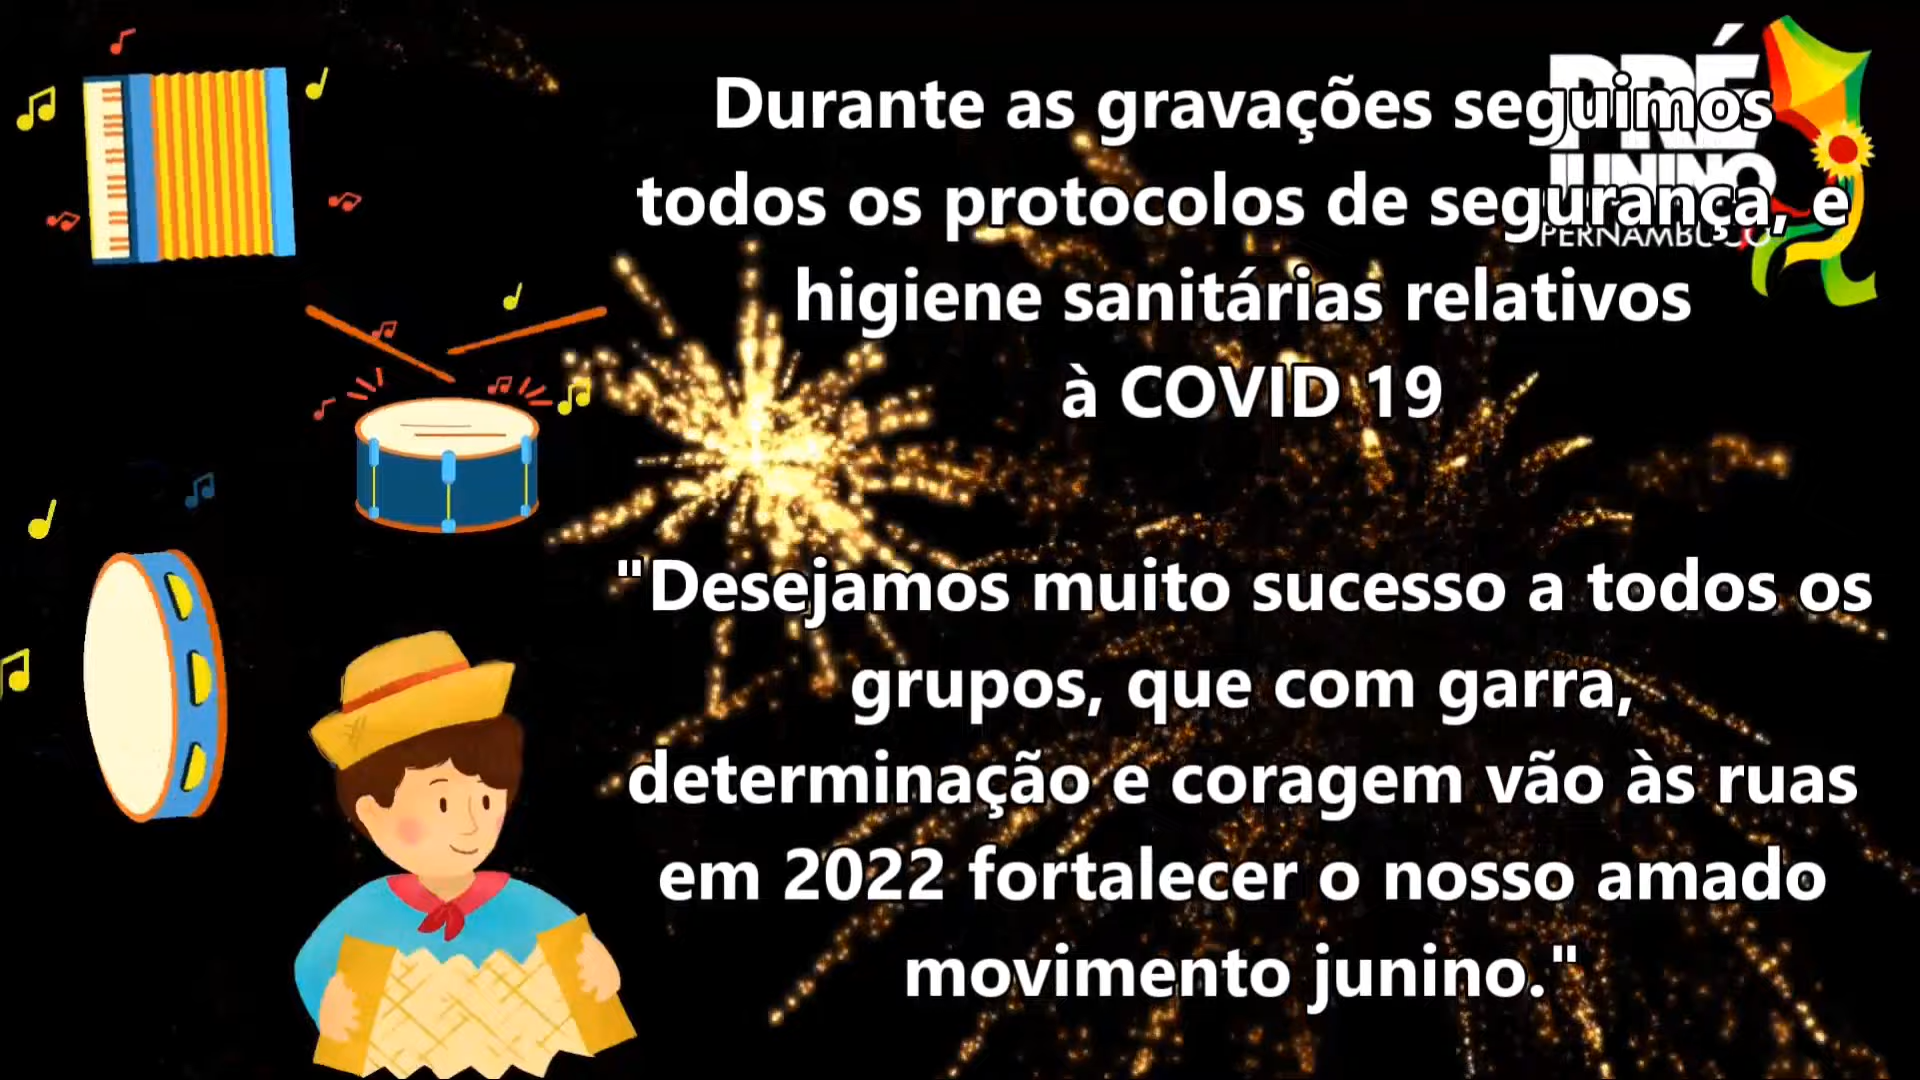 Durante as gravações seguimos
todos os protocolos de segurança, e
higiene sanitárias relativos
à COVID 19
"Desejamos muito sucesso a todos os
grupos, que com garra,
determinação e coragem vão às ruas
em 2022 fortalecer o nosso amado
movimento junino."
PRÉ
JUNINO
PERNAMBUCO